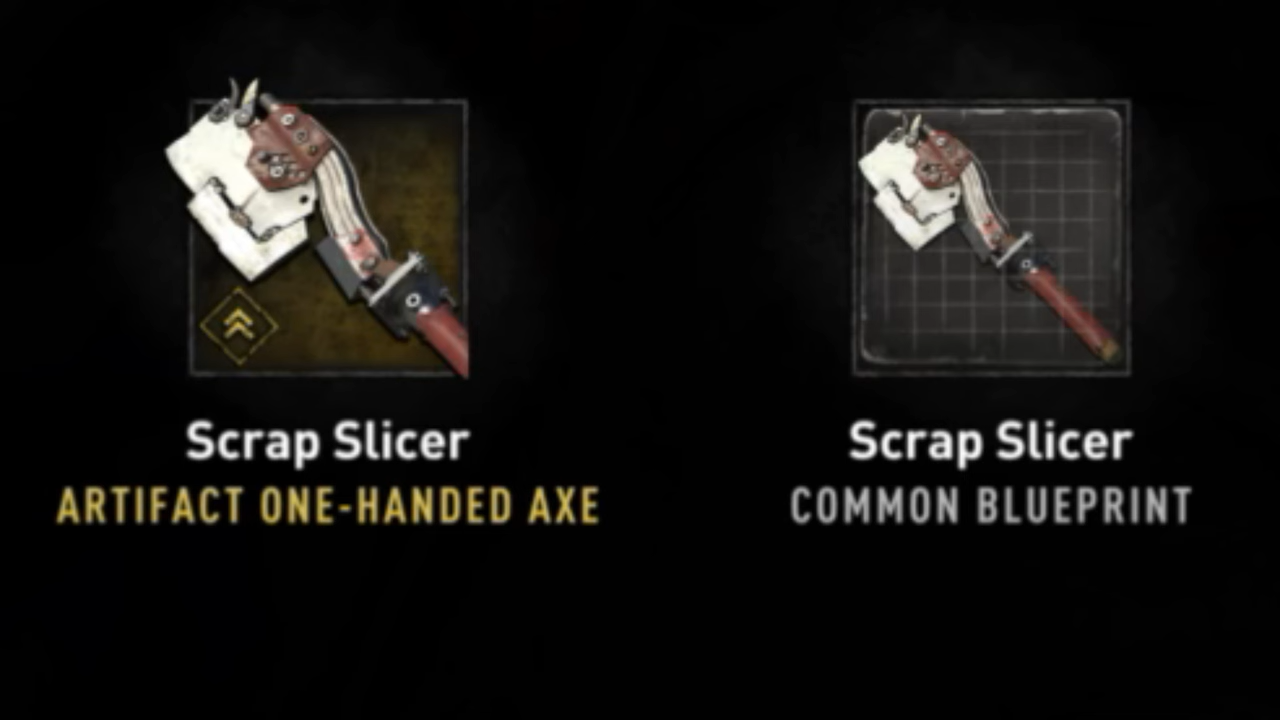 Scrap Slicer
ARTIFACT ONE-HANDED AXE
Scrap Slicer
COMMON BLUEPRINT